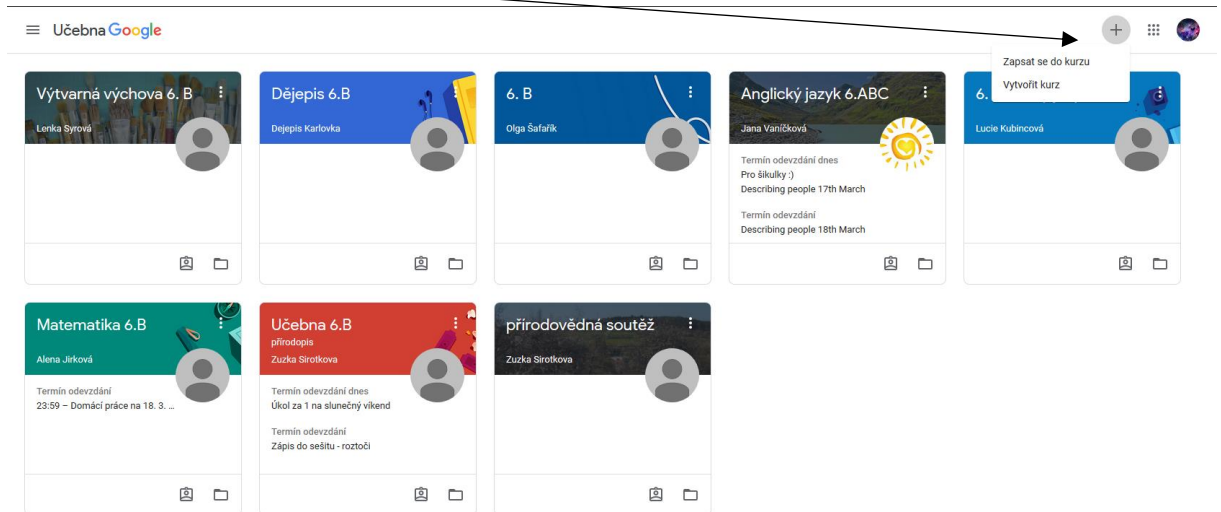 Učebna Google
Zapsat se do kurzu
Vytvořit kurz
Výtvarná výchova 6. B
Lenka Syrová
Dějepis 6.B
Dejepis Karlovka
6. B
Olga Šafařík
Anglický jazyk 6.ABC
Jana Vaníčková
Termín odevzdání dnes
Pro šikulky :)
Describing people 17th March
Termín odevzdání
Describing people 18th March
6.
Lucie Kubincová
Matematika 6.B
Alena Jirková
Termín odevzdání
23:59 – Domácí práce na 18. 3. ...
Učebna 6.B
přírodopis
Zuzka Sirotkova
Termín odevzdání dnes
Úkol za 1 na slunečný víkend
Termín odevzdání
Zápis do sešitu - roztoči
přírodovědná soutěž
Zuzka Sirotkova